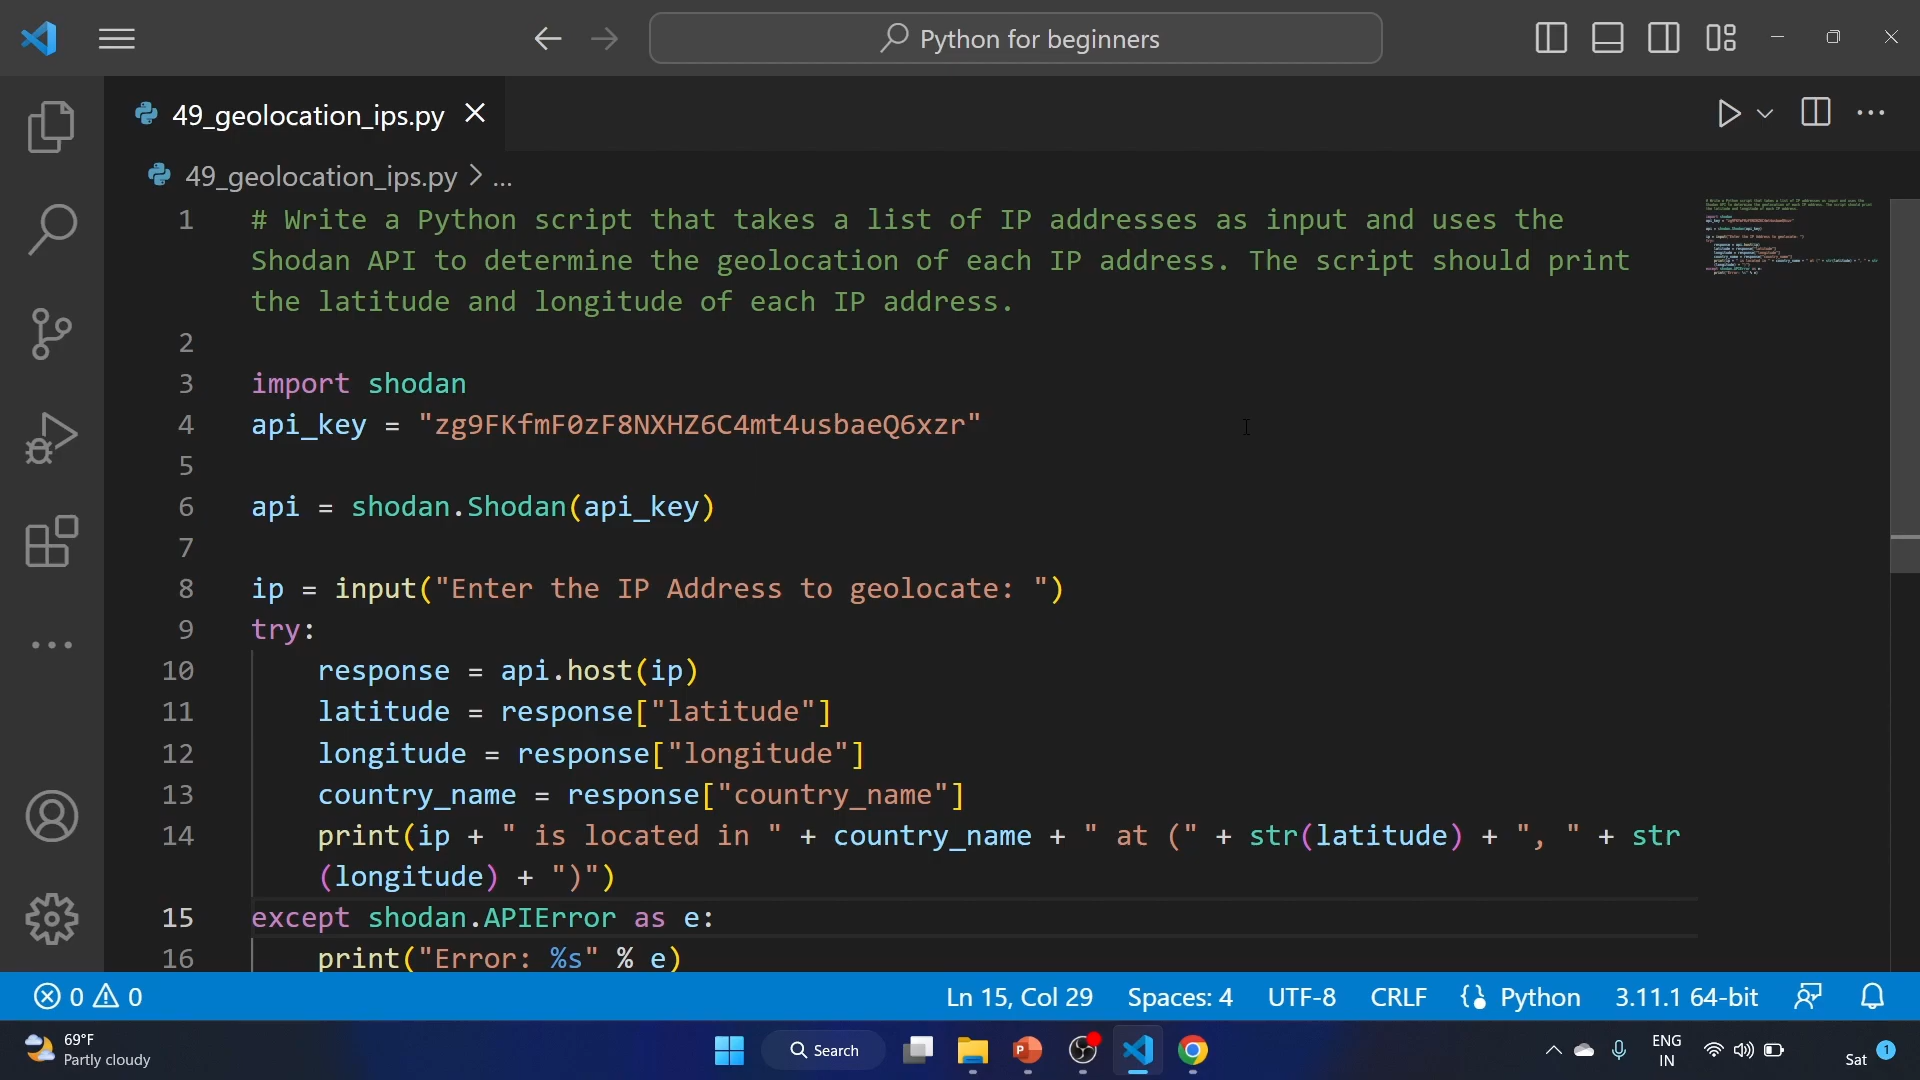 Python for beginners
49_geolocation_ips.py
49_geolocation_ips.py > ...
1 # Write a Python script that takes a list of IP addresses as input and uses the
Shodan API to determine the geolocation of each IP address. The script should print
the latitude and longitude of each IP address.
2
3 import shodan
4 api_key = "zg9FKfmF0zF8NXHZ6C4mt4usbaeQ6xzr"
5
6 api = shodan.Shodan(api_key)
7
8 ip = input("Enter the IP Address to geolocate: ")
9 try:
10 response = api.host(ip)
11 latitude = response["latitude"]
12 longitude = response["longitude"]
13 country_name = response["country_name"]
14 print(ip + " is located in " + country_name + " at (" + str(latitude) + ", " + str
(longitude) + ")")
15 except shodan.APIError as e:
16 print("Error: %s" % e)
0 0 Ln 15, Col 29 Spaces: 4 UTF-8 CRLF Python 3.11.1 64-bit
69°F
Partly cloudy
Search
ENG
IN
Sat 1